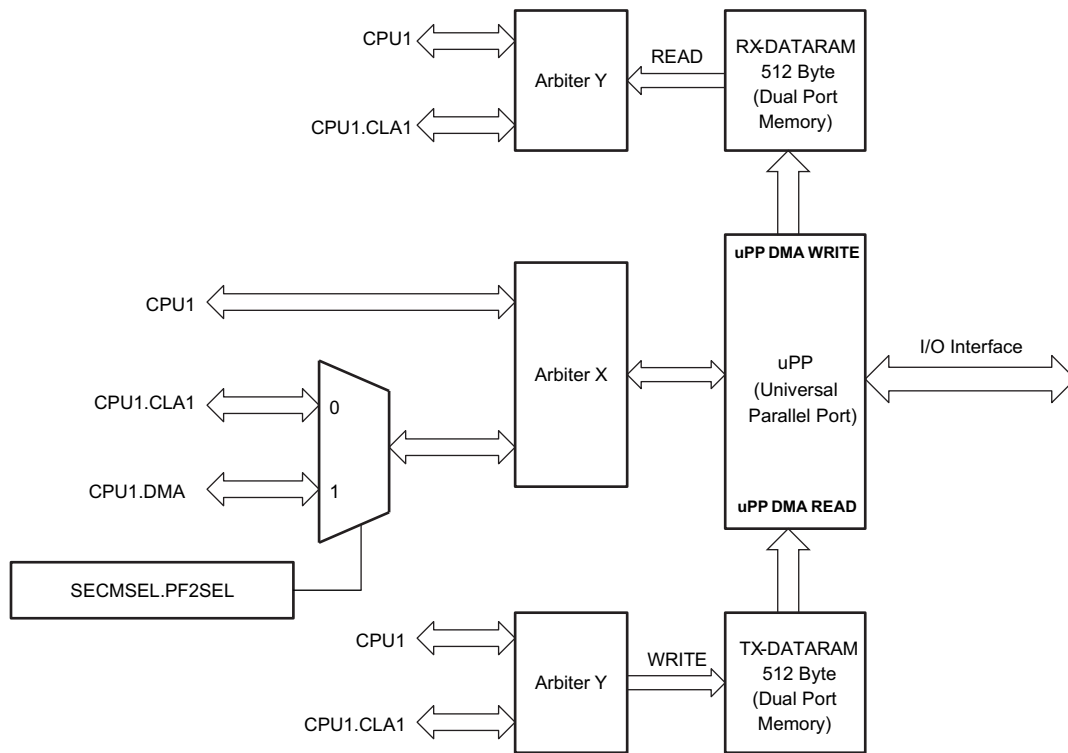 CPU1
CPU1.CLA1
Arbiter Y
READ
RX-DATARAM
512 Byte
(Dual Port
Memory)
uPP DMA WRITE
CPU1
CPU1.CLA1
CPU1.DMA
0
1
Arbiter X
uPP
(Universal
Parallel Port)
I/O Interface
uPP DMA READ
SECMSEL.PF2SEL
CPU1
CPU1.CLA1
Arbiter Y
WRITE
TX-DATARAM
512 Byte
(Dual Port
Memory)